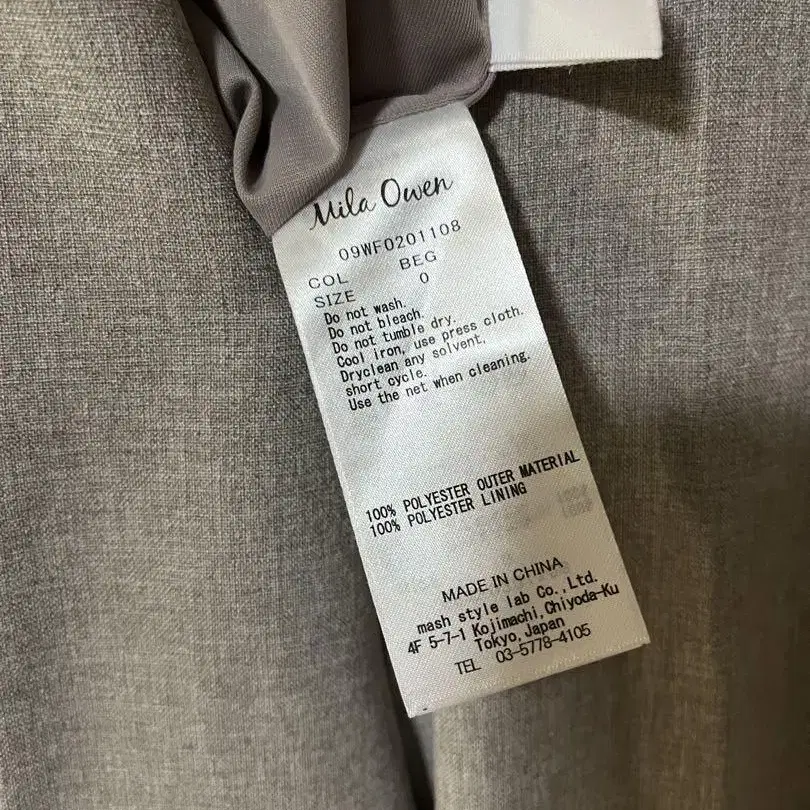 Mila Owen
09WF0201108
COL BEG
SIZE 0
Do not wash.
Do not bleach.
Do not tumble dry.
Cool iron, use press cloth.
Dryclean any solvent,
short cycle.
Use the net when cleaning.
100% POLYESTER OUTER MATERIAL
100% POLYESTER LINING
MADE IN CHINA
mash style lab Co.,Ltd.
4F 5-7-1 Kojimachi,Chiyoda-Ku
Tokyo,Japan
TEL 03-5778-4105